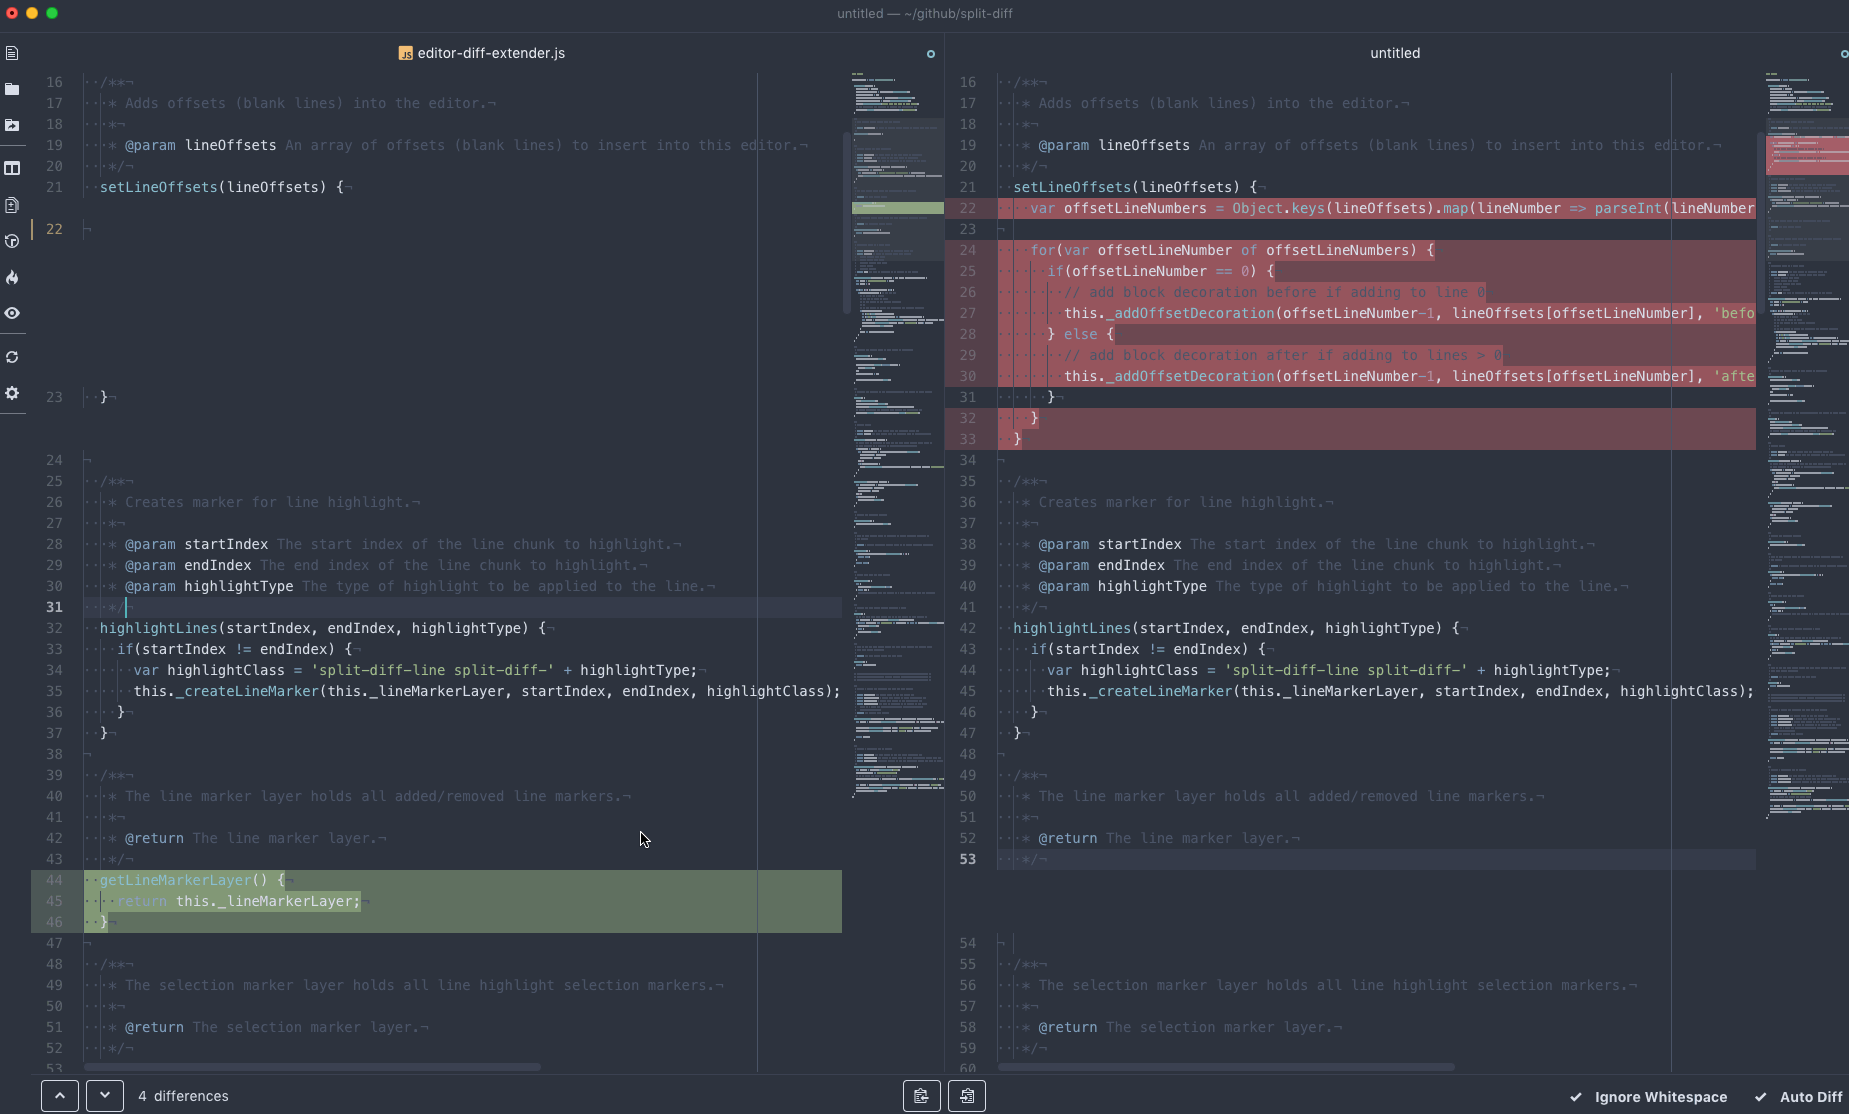 untitled — ~/github/split-diff
JS editor-diff-extender.js
16 /**
17 * Adds offsets (blank lines) into the editor.
18 *
19 * @param lineOffsets An array of offsets (blank lines) to insert into this editor.
20 */
21 setLineOffsets(lineOffsets) {
22
23 }
24
25 /**
26 * Creates marker for line highlight.
27 *
28 * @param startIndex The start index of the line chunk to highlight.
29 * @param endIndex The end index of the line chunk to highlight.
30 * @param highlightType The type of highlight to be applied to the line.
31 */
32 highlightLines(startIndex, endIndex, highlightType) {
33 if(startIndex != endIndex) {
34 var highlightClass = 'split-diff-line split-diff-' + highlightType;
35 this._createLineMarker(this._lineMarkerLayer, startIndex, endIndex, highlightClass);
36 }
37 }
38
39 /**
40 * The line marker layer holds all added/removed line markers.
41 *
42 * @return The line marker layer.
43 */
44 getLineMarkerLayer() {
45 return this._lineMarkerLayer;
46 }
47
48 /**
49 * The selection marker layer holds all line highlight selection markers.
50 *
51 * @return The selection marker layer.
52 */
53
untitled
16 /**
17 * Adds offsets (blank lines) into the editor.
18 *
19 * @param lineOffsets An array of offsets (blank lines) to insert into this editor.
20 */
21 setLineOffsets(lineOffsets) {
22 var offsetLineNumbers = Object.keys(lineOffsets).map(lineNumber => parseInt(lineNumber
23
24 for(var offsetLineNumber of offsetLineNumbers) {
25 if(offsetLineNumber == 0) {
26 // add block decoration before if adding to line 0
27 this._addOffsetDecoration(offsetLineNumber-1, lineOffsets[offsetLineNumber], 'befo
28 } else {
29 // add block decoration after if adding to lines > 0
30 this._addOffsetDecoration(offsetLineNumber-1, lineOffsets[offsetLineNumber], 'afte
31 }
32 }
33 }
34
35 /**
36 * Creates marker for line highlight.
37 *
38 * @param startIndex The start index of the line chunk to highlight.
39 * @param endIndex The end index of the line chunk to highlight.
40 * @param highlightType The type of highlight to be applied to the line.
41 */
42 highlightLines(startIndex, endIndex, highlightType) {
43 if(startIndex != endIndex) {
44 var highlightClass = 'split-diff-line split-diff-' + highlightType;
45 this._createLineMarker(this._lineMarkerLayer, startIndex, endIndex, highlightClass);
46 }
47 }
48
49 /**
50 * The line marker layer holds all added/removed line markers.
51 *
52 * @return The line marker layer.
53 */
54
55 /**
56 * The selection marker layer holds all line highlight selection markers.
57 *
58 * @return The selection marker layer.
59 */
60
4 differences
Ignore Whitespace
Auto Diff